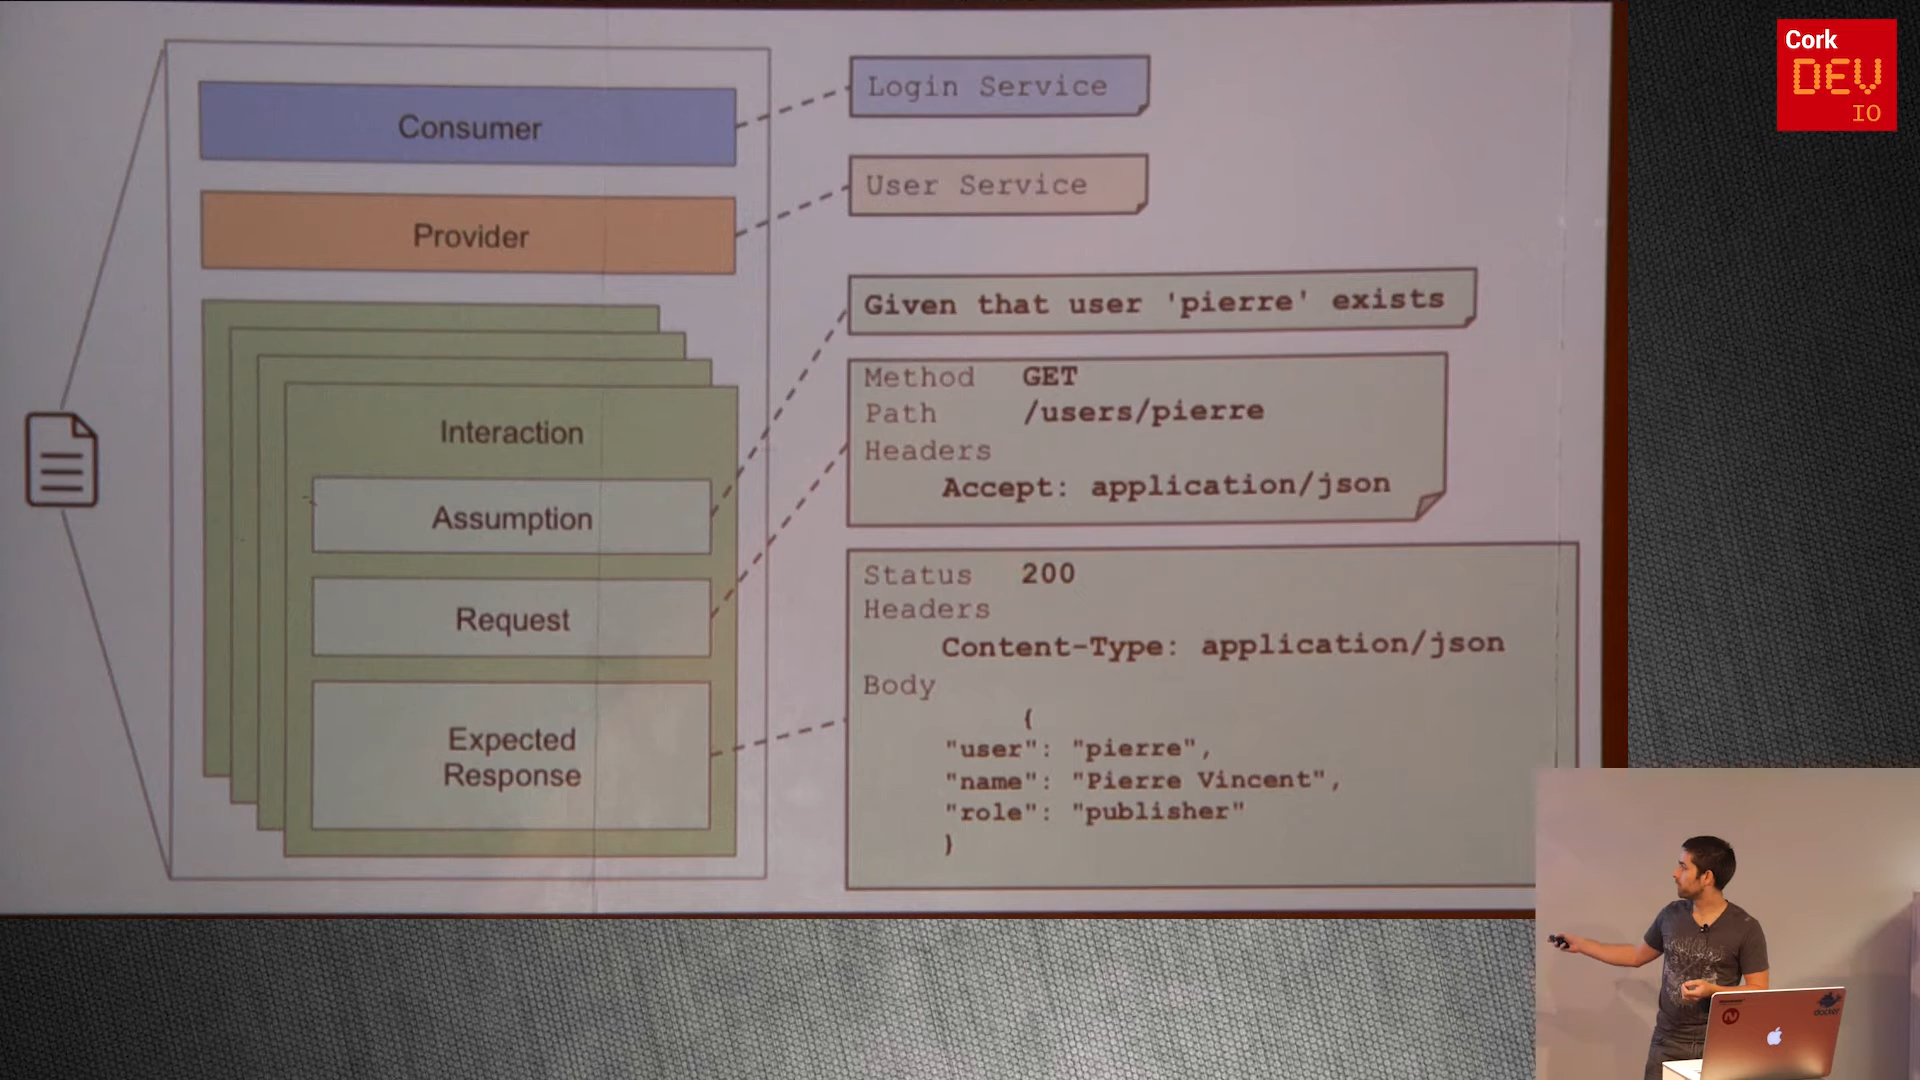 Consumer
Provider
Interaction
Assumption
Request
Expected
Response
Login Service
User Service
Given that user 'pierre' exists
Method GET
Path /users/pierre
Headers
Accept: application/json
Status 200
Headers
Content-Type: application/json
Body
{
"user": "pierre",
"name": "Pierre Vincent",
"role": "publisher"
}
Cork
DEV
IO
docker